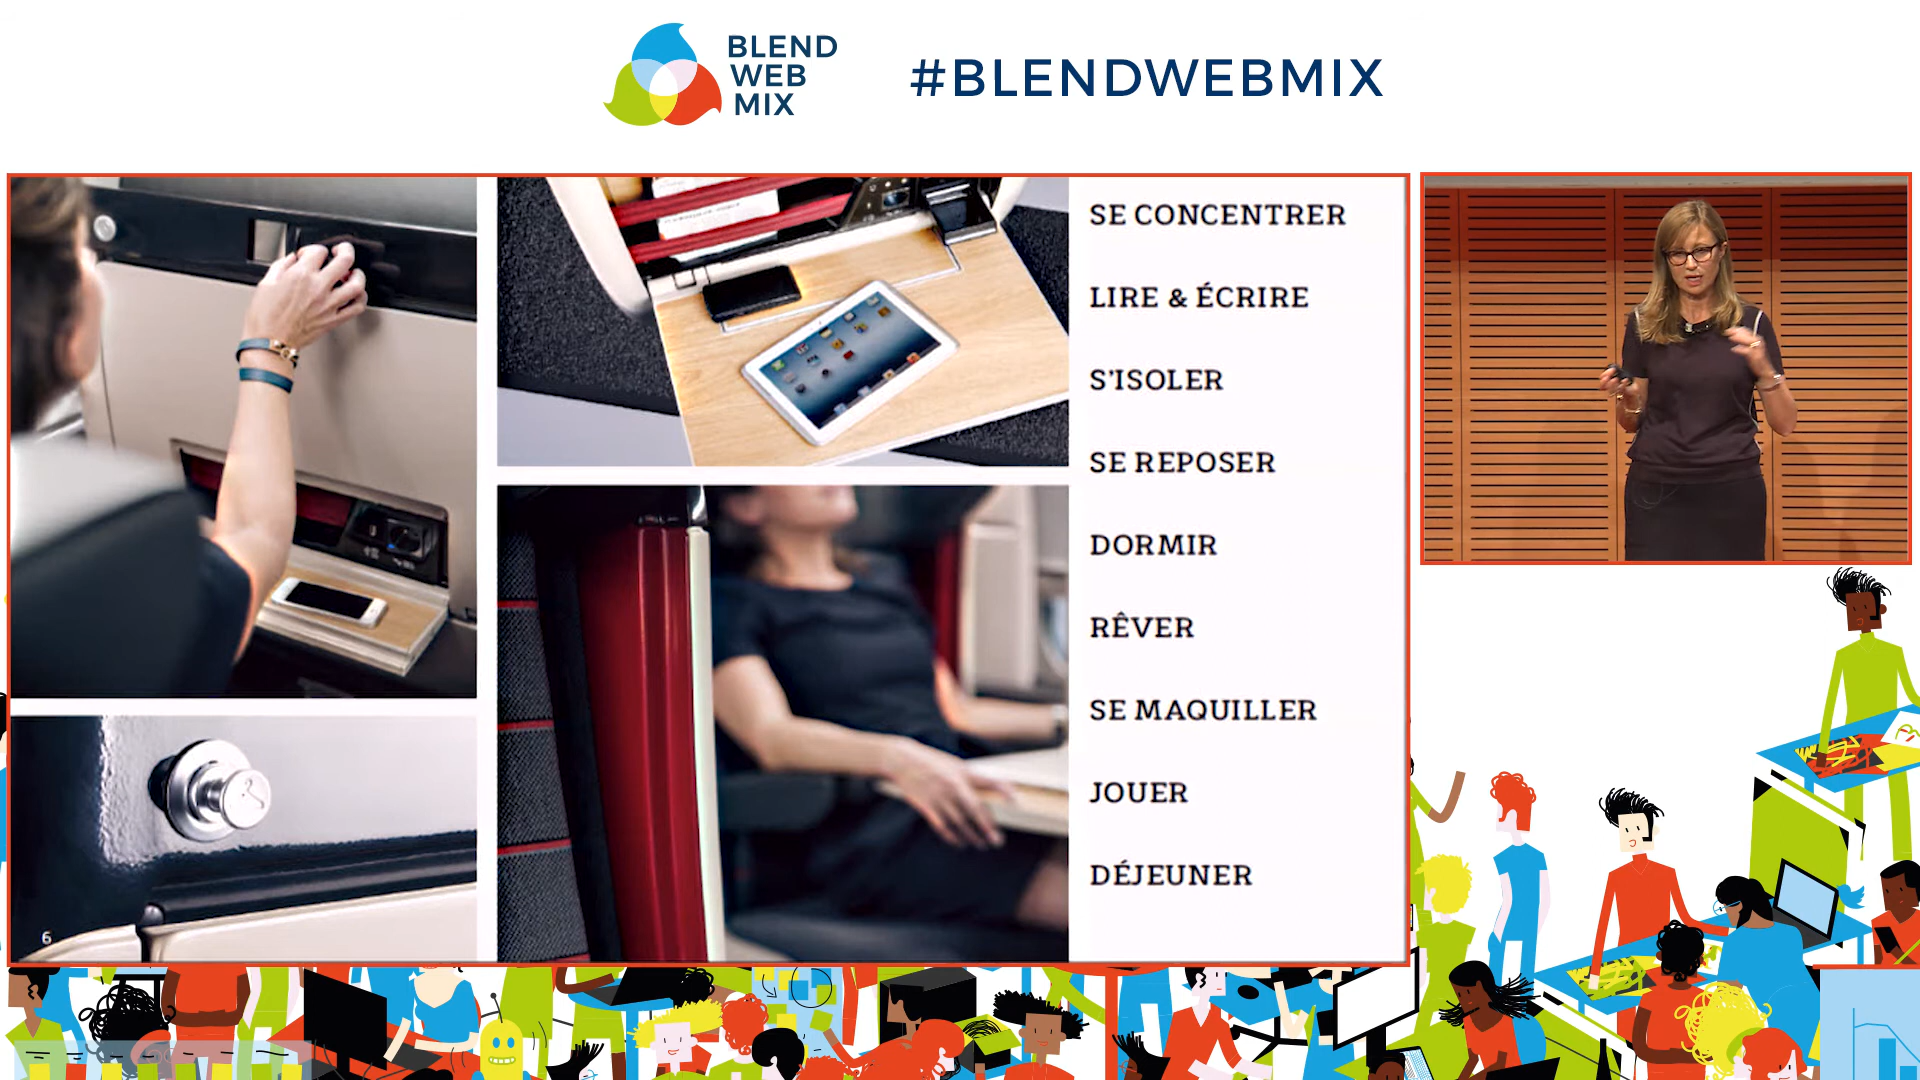 BLEND
WEB
MIX
#BLENDWEBMIX
SE CONCENTRER
LIRE & ÉCRIRE
S'ISOLER
SE REPOSER
DORMIR
RÊVER
SE MAQUILLER
JOUER
DÉJEUNER
6